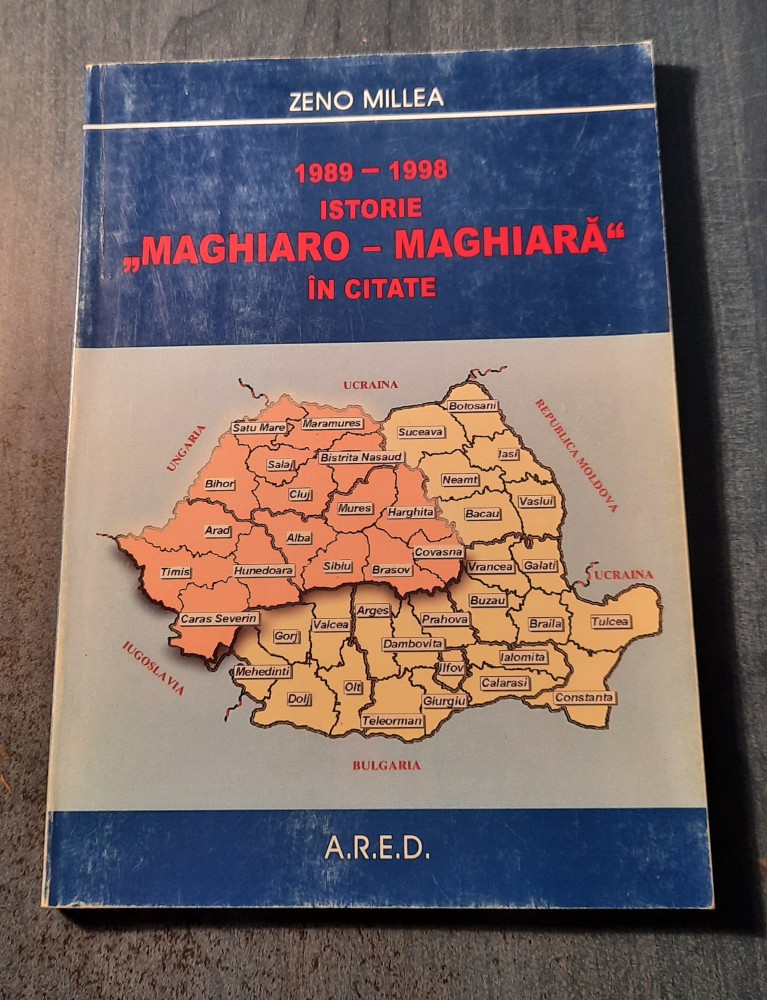 ZENO MILLEA
1989 – 1998
ISTORIE
„MAGHIARO – MAGHIARĂ“
ÎN CITATE
UCRAINA
UNGARIA
REPUBLICA MOLDOVA
Botosani
Satu Mare
Maramures
Suceava
Iasi
Salaj
Bistrita Nasaud
Bihor
Cluj
Neamt
Vaslui
Mures
Harghita
Bacau
Arad
Alba
Covasna
Timis
Hunedoara
Sibiu
Brasov
Vrancea
Galati
UCRAINA
Caras Severin
Buzau
Arges
Prahova
Braila
Tulcea
Gorj
Valcea
Dambovita
IUGOSLAVIA
Mehedinti
Ilfov
Ialomita
Olt
Calarasi
Dolj
Giurgiu
Constanta
Teleorman
BULGARIA
A.R.E.D.